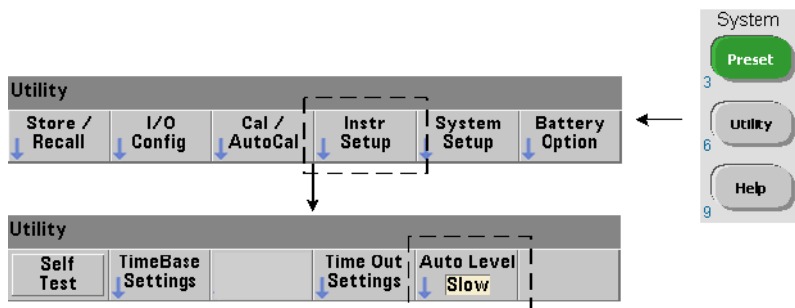 System
Preset
3
Utility
6
Help
9
Utility
Store / Recall
I/O Config
Cal / AutoCal
Instr Setup
System Setup
Battery Option
Utility
Self Test
TimeBase Settings
Time Out Settings
Auto Level
Slow